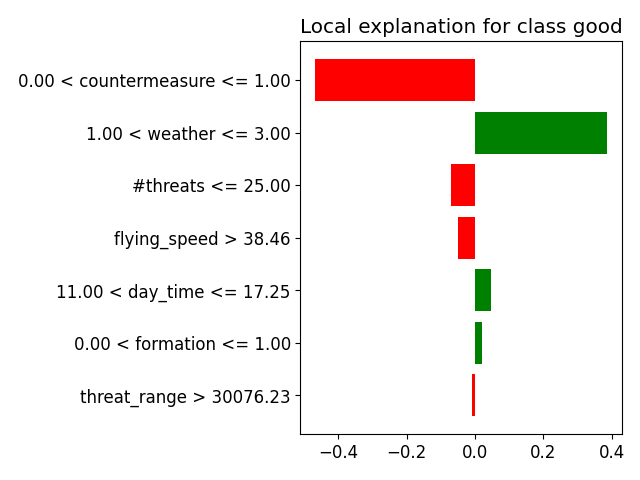 Local explanation for class good
0.00 < countermeasure <= 1.00
1.00 < weather <= 3.00
#threats <= 25.00
flying_speed > 38.46
11.00 < day_time <= 17.25
0.00 < formation <= 1.00
threat_range > 30076.23
−0.4 −0.2 0.0 0.2 0.4